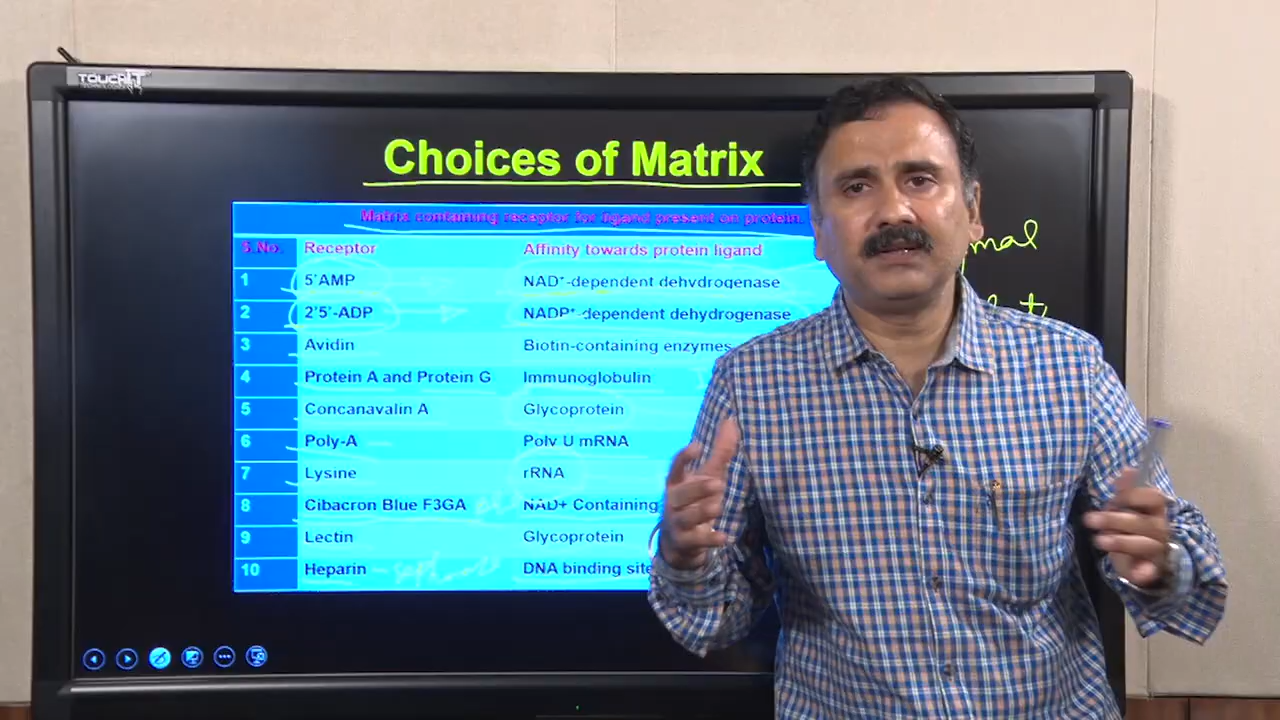 TOUCHIT
Choices of Matrix
Matrix containing receptor for ligand present on protein.
S.No. Receptor Affinity towards protein ligand
1 5'AMP NAD+-dependent dehydrogenase
2 2'5'-ADP NADP+-dependent dehydrogenase
3 Avidin Biotin-containing enzymes
4 Protein A and Protein G Immunoglobulin
5 Concanavalin A Glycoprotein
6 Poly-A Poly U mRNA
7 Lysine rRNA
8 Cibacron Blue F3GA NAD+ Containing
9 Lectin Glycoprotein
10 Heparin DNA binding site
mal